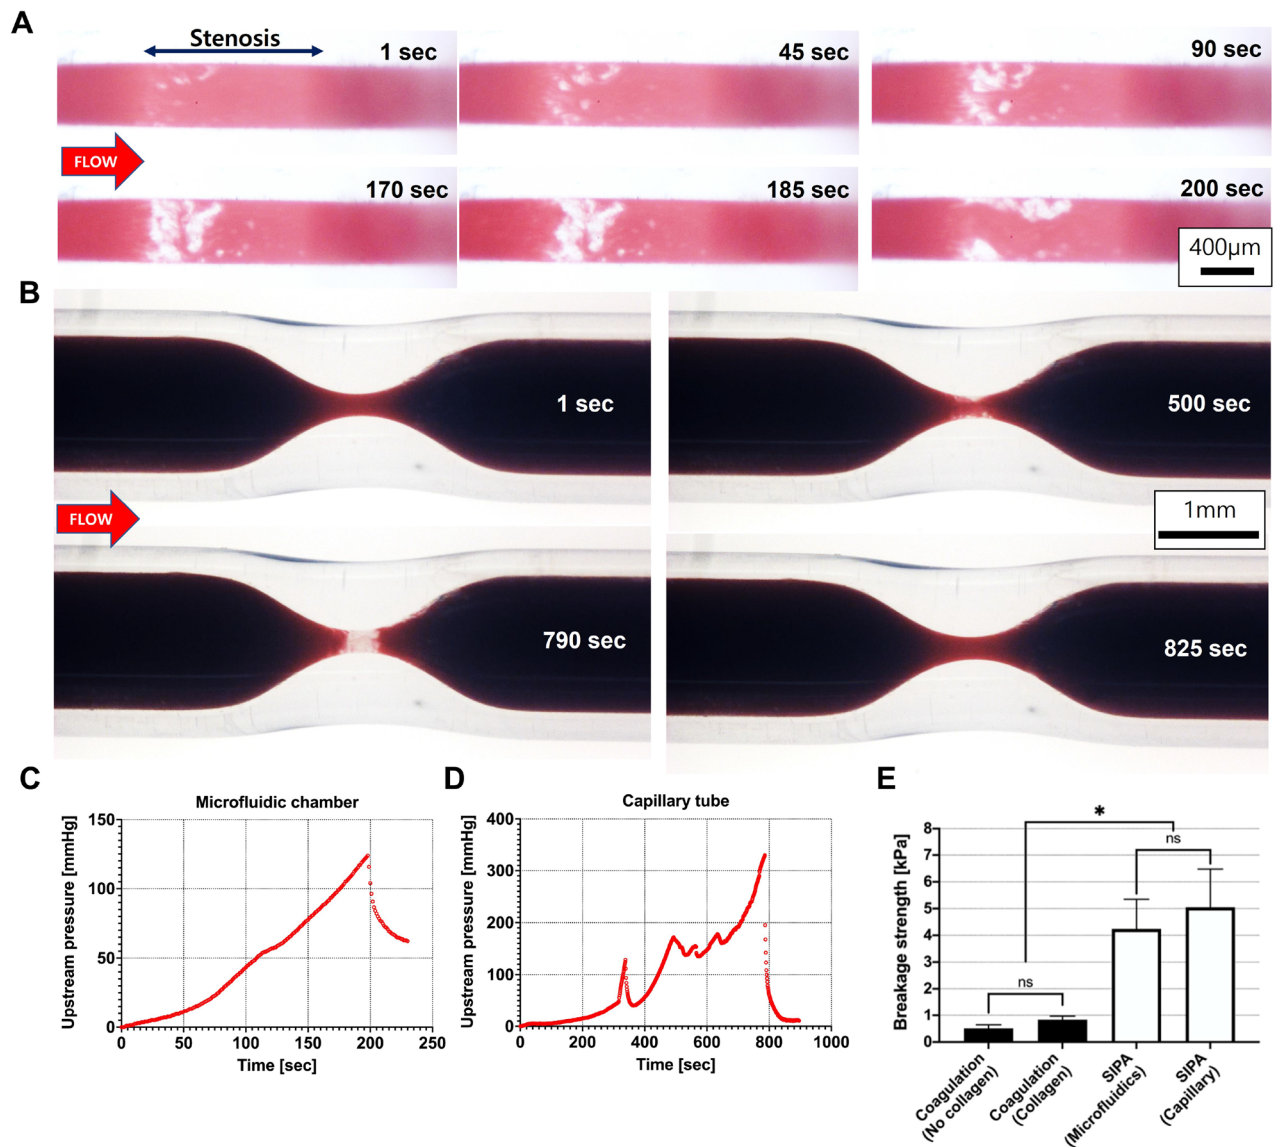 A
Stenosis
1 sec
45 sec
90 sec
FLOW
170 sec
185 sec
200 sec
400µm
B
1 sec
500 sec
FLOW
1mm
790 sec
825 sec
C
Microfluidic chamber
Upstream pressure [mmHg]
150
100
50
0
0 50 100 150 200 250
Time [sec]
D
Capillary tube
Upstream pressure [mmHg]
400
300
200
100
0
0 200 400 600 800 1000
Time [sec]
E
*
ns
ns
Breakage strength [kPa]
8
7
6
5
4
3
2
1
0
Coagulation
(No collagen)
Coagulation
(Collagen)
SIPA
(Microfluidics)
SIPA
(Capillary)